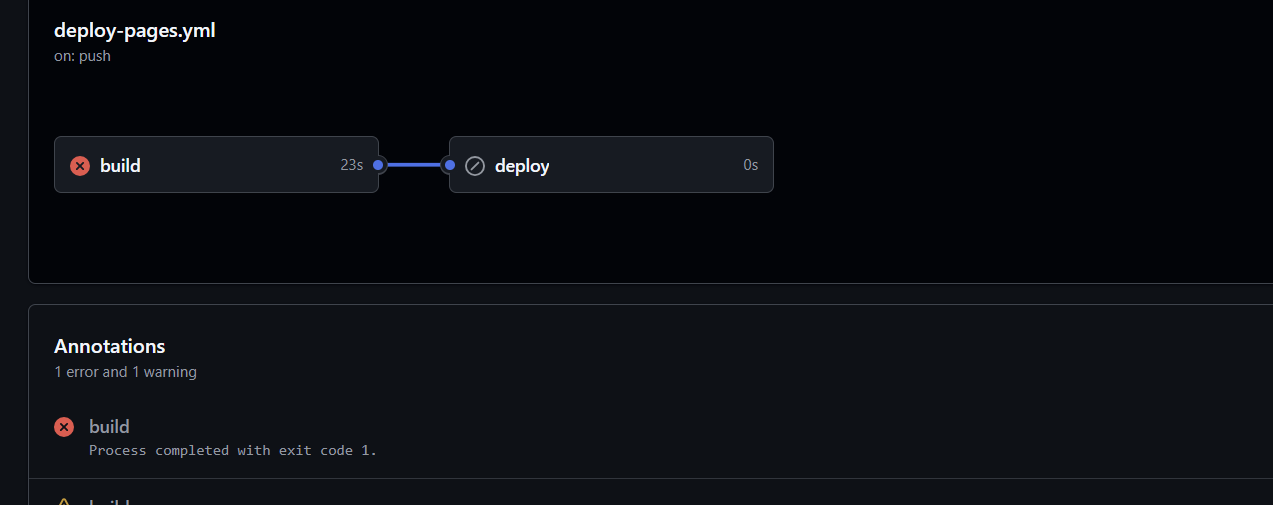 deploy-pages.yml
on: push
build 23s deploy 0s
Annotations
1 error and 1 warning
build
Process completed with exit code 1.